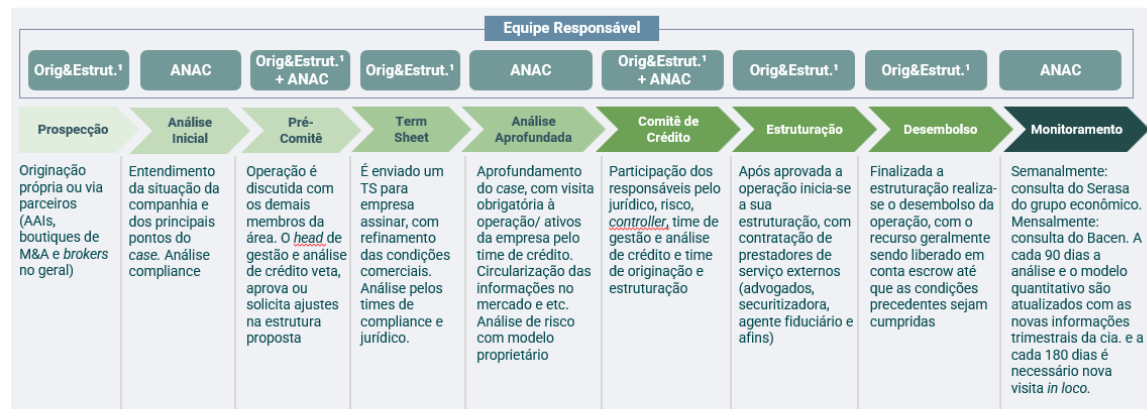 Equipe Responsável
Orig&Estrut.¹
ANAC
Orig&Estrut.¹
+ ANAC
Orig&Estrut.¹
ANAC
Orig&Estrut.¹
+ ANAC
Orig&Estrut.¹
Orig&Estrut.¹
ANAC
Prospecção
Análise
Inicial
Pré-
Comitê
Term
Sheet
Análise
Aprofundada
Comitê de
Crédito
Estruturação
Desembolso
Monitoramento
Originação
própria ou via
parceiros
(AAIs,
boutiques de
M&A e brokers
no geral)
Entendimento
da situação da
companhia e
dos principais
pontos do
case. Análise
compliance
Operação é
discutida com
os demais
membros da
área. O head de
gestão e análise
de crédito veta,
aprova ou
solicita ajustes
na estrutura
proposta
É enviado um
TS para
empresa
assinar, com
refinamento
das condições
comerciais.
Análise pelos
times de
compliance e
jurídico.
Aprofundamento
do case, com visita
obrigatória à
operação/ ativos
da empresa pelo
time de crédito.
Circularização das
informações no
mercado e etc.
Análise de risco
com modelo
proprietário
Participação dos
responsáveis pelo
jurídico, risco,
controller, time de
gestão e análise
de crédito e time
de originação e
estruturação
Após aprovada a
operação inicia-se
a sua
estruturação, com
contratação de
prestadores de
serviço externos
(advogados,
securitizadora,
agente fiduciário e
afins)
Finalizada a
estruturação realiza-
se o desembolso da
operação, com o
recurso geralmente
sendo liberado em
conta escrow até
que as condições
precedentes sejam
cumpridas
Semanalmente:
consulta do Serasa
do grupo econômico.
Mensalmente:
consulta do Bacen. A
cada 90 dias a
análise e o modelo
quantitativo são
atualizados com as
novas informações
trimestrais da cia. e a
cada 180 dias é
necessário nova
visita in loco.